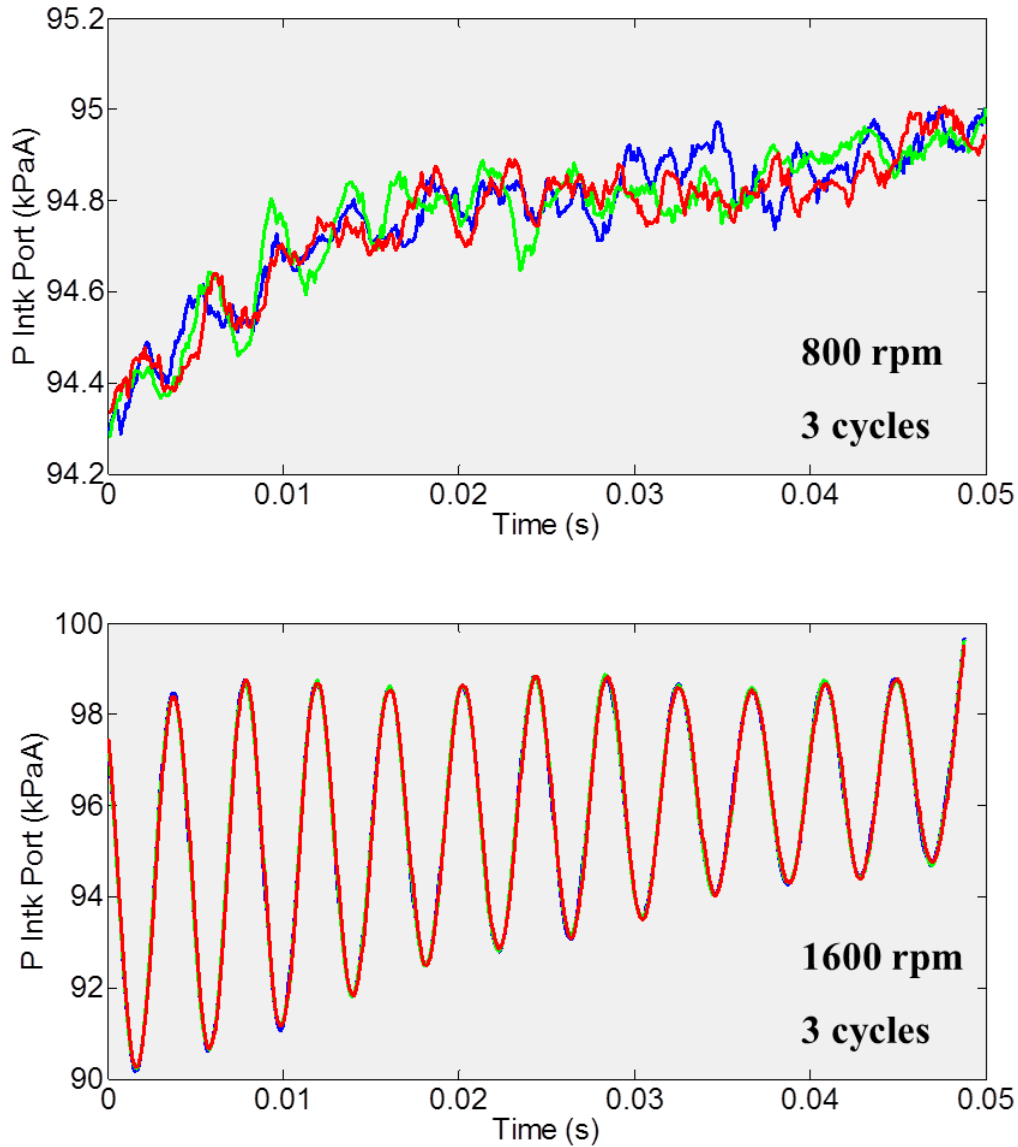 95.2
95
94.8
94.6
94.4
94.2
P Intk Port (kPaA)
800 rpm
3 cycles
0 0.01 0.02 0.03 0.04 0.05
Time (s)
100
98
96
94
92
90
P Intk Port (kPaA)
1600 rpm
3 cycles
0 0.01 0.02 0.03 0.04 0.05
Time (s)